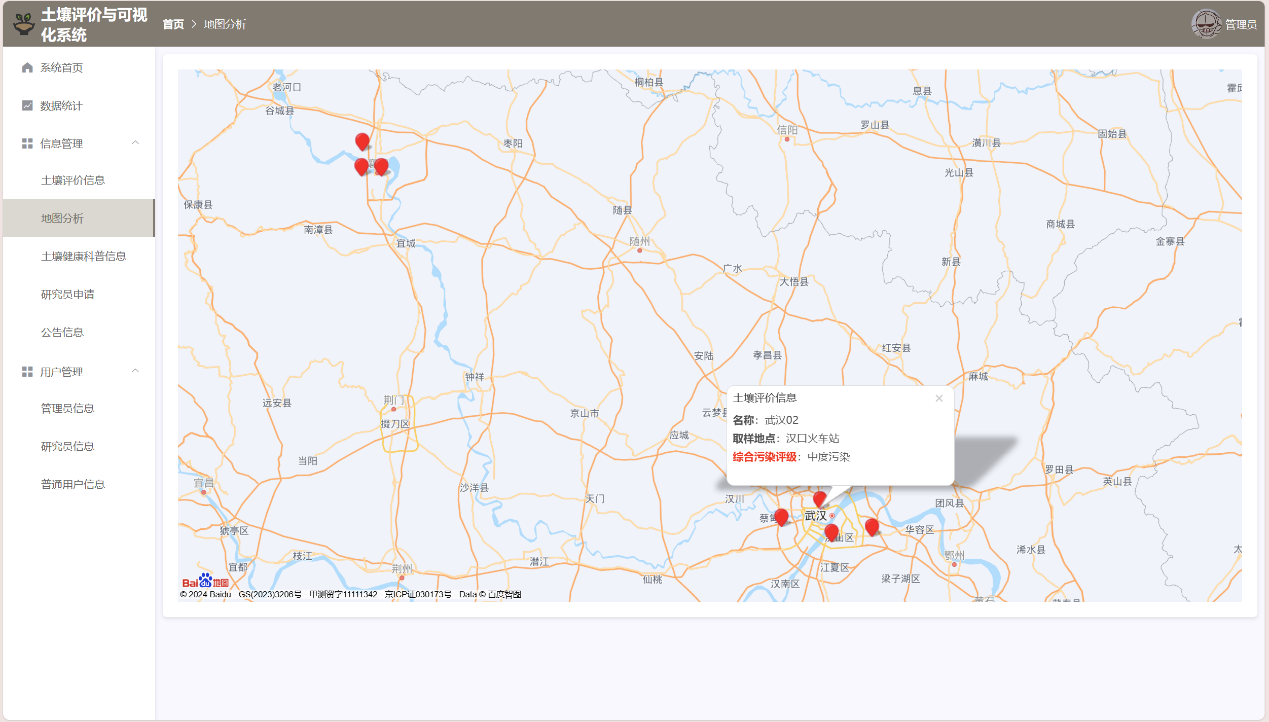 土壤评价与可视
化系统
首页 > 地图分析
管理员
系统首页
数据统计
信息管理
土壤评价信息
地图分析
土壤健康科普信息
研究员申请
公告信息
用户管理
管理员信息
研究员信息
普通用户信息
老河口
桐柏县
息县
谷城县
信阳
罗山县
固始县
枣阳
潢川县
光山县
保康县
随县
商城县
南漳县
宜城
随州
金寨县
广水
新县
大悟县
安陆
孝昌县
红安县
麻城
钟祥
远安县
荆门
掇刀区
京山市
云梦
应城
土壤评价信息
名称：武汉02
取样地点：汉口火车站
综合污染评级：中度污染
当阳
罗田县
英山县
宜昌
沙洋县
天门
汉川
团风县
武汉
猇亭区
华容区
枝江
潜江
鄂州
浠水县
宜都
荆州
仙桃
江夏区
汉南区
梁子湖区
Bai du 地图
© 2024 Baidu - GS(2023)3206号 - 甲测资字11111342 - 京ICP证030173号 - Data © 百度智图